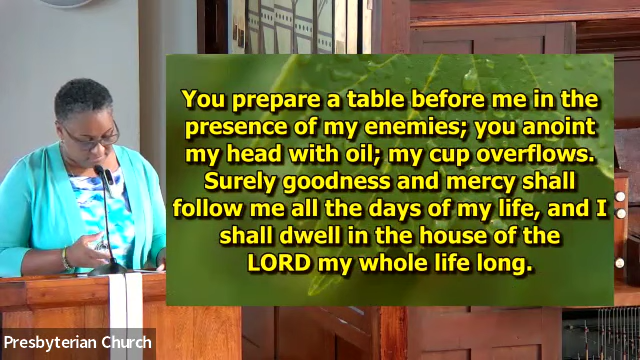 You prepare a table before me in the
presence of my enemies; you anoint
my head with oil; my cup overflows.
Surely goodness and mercy shall
follow me all the days of my life, and I
shall dwell in the house of the
LORD my whole life long.
Presbyterian Church